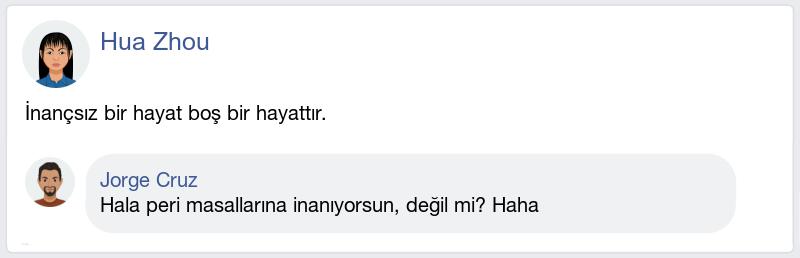 Hua Zhou
İnançsız bir hayat boş bir hayattır.
Jorge Cruz
Hala peri masallarına inanıyorsun, değil mi? Haha